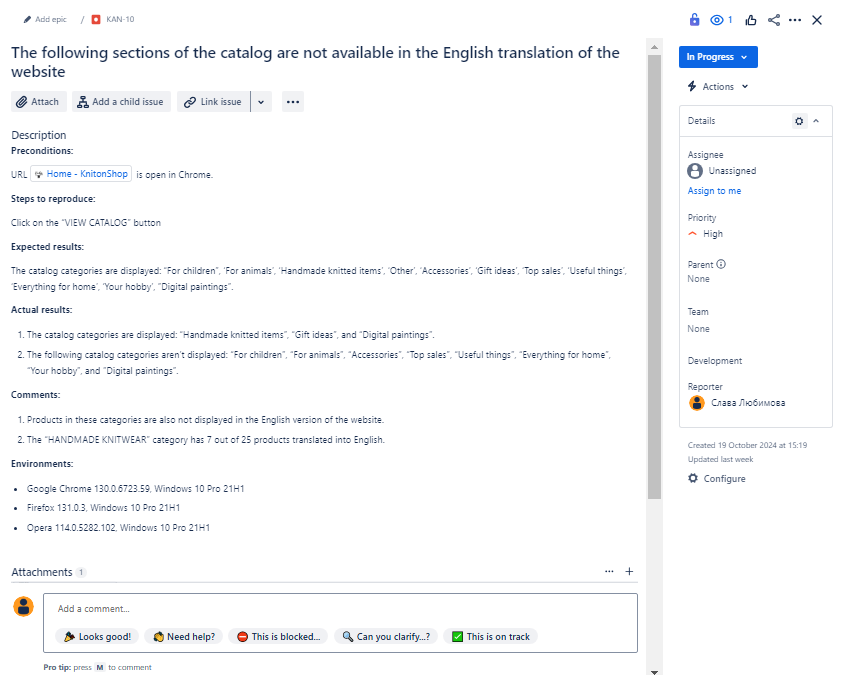 Add epic / KAN-10
1
The following sections of the catalog are not available in the English translation of the
website
Attach Add a child issue Link issue
Description
Preconditions:
URL Home - KnitonShop is open in Chrome.
Steps to reproduce:
Click on the “VIEW CATALOG” button
Expected results:
The catalog categories are displayed: “For children”, ‘For animals’, ‘Handmade knitted items’, ‘Other’, ‘Accessories’, ‘Gift ideas’, ‘Top sales’, ‘Useful things’,
‘Everything for home’, ‘Your hobby’, “Digital paintings”.
Actual results:
1. The catalog categories are displayed: “Handmade knitted items”, “Gift ideas”, and “Digital paintings”.
2. The following catalog categories aren’t displayed: “For children”, “For animals”, “Accessories”, “Top sales”, “Useful things”, “Everything for home”,
“Your hobby”, and “Digital paintings”.
Comments:
1. Products in these categories are also not displayed in the English version of the website.
2. The “HANDMADE KNITWEAR” category has 7 out of 25 products translated into English.
Environments:
• Google Chrome 130.0.6723.59, Windows 10 Pro 21H1
• Firefox 131.0.3, Windows 10 Pro 21H1
• Opera 114.0.5282.102, Windows 10 Pro 21H1
Attachments 1
Add a comment...
Looks good! Need help? This is blocked... Can you clarify...? This is on track
Pro tip: press M to comment
In Progress
Actions
Details
Assignee
Unassigned
Assign to me
Priority
High
Parent
None
Team
None
Development
Reporter
Слава Любимова
Created 19 October 2024 at 15:19
Updated last week
Configure